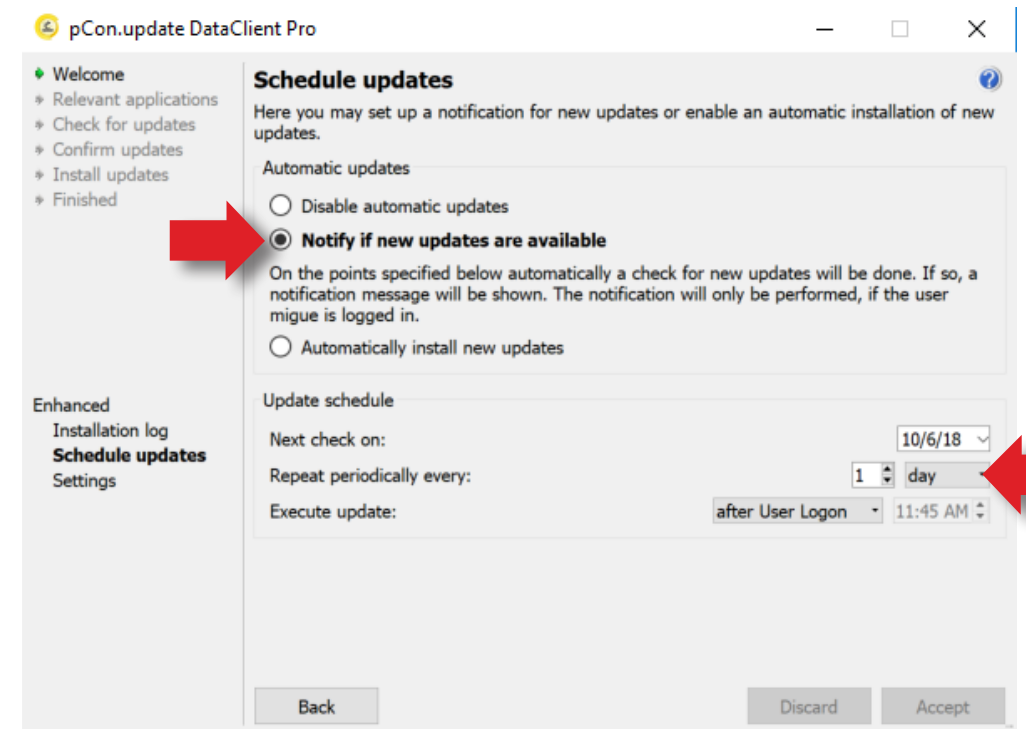 pCon.update DataClient Pro
Welcome
Relevant applications
Check for updates
Confirm updates
Install updates
Finished
Enhanced
Installation log
Schedule updates
Settings
Schedule updates
Here you may set up a notification for new updates or enable an automatic installation of new
updates.
Automatic updates
Disable automatic updates
Notify if new updates are available
On the points specified below automatically a check for new updates will be done. If so, a
notification message will be shown. The notification will only be performed, if the user
migue is logged in.
Automatically install new updates
Update schedule
Next check on: 10/6/18
Repeat periodically every: 1 day
Execute update: after User Logon 11:45 AM
Back Discard Accept